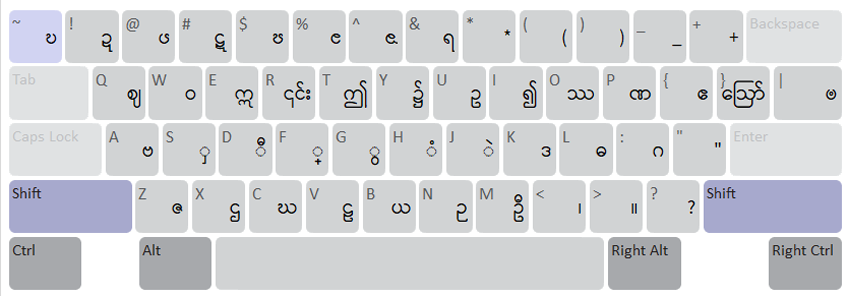 ~ ဎ ! ဍ @ ၒ # ဋ $ ၓ % ၔ ^ ၕ & ရ * * ( ( ) ) _ _ + + Backspace
Tab Q ဈ W ဝ E ဣ R ၎င်း T ဤ Y ၌ U ဥ I ၍ O ဿ P ဏ { ဧ } ဪ | ၑ
Caps Lock A ဗ S ှ D ီ F ္ G ွ H ံ J ဲ K ဒ L ဓ : ဂ " " Enter
Shift Z ဇ X ဌ C ဃ V ဠ B ယ N ဉ M ဦ < ၊ > ။ ? ? Shift
Ctrl Alt Right Alt Right Ctrl